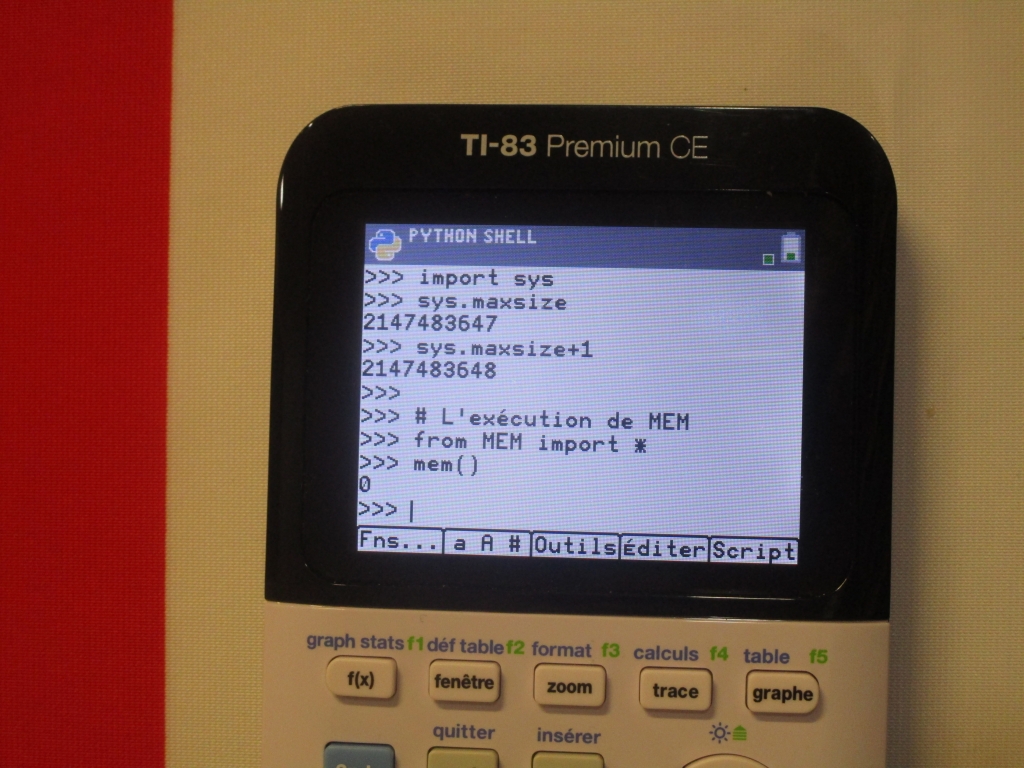 TI-83 Premium CE
PYTHON SHELL
>>> import sys
>>> sys.maxsize
2147483647
>>> sys.maxsize+1
2147483648
>>>
>>> # L'exécution de MEM
>>> from MEM import *
>>> mem()
0
>>>
Fns... a A # Outils Éditer Script
graph stats f1 déf table f2 format f3 calculs f4 table f5
f(x) fenêtre zoom trace graphe
quitter insérer